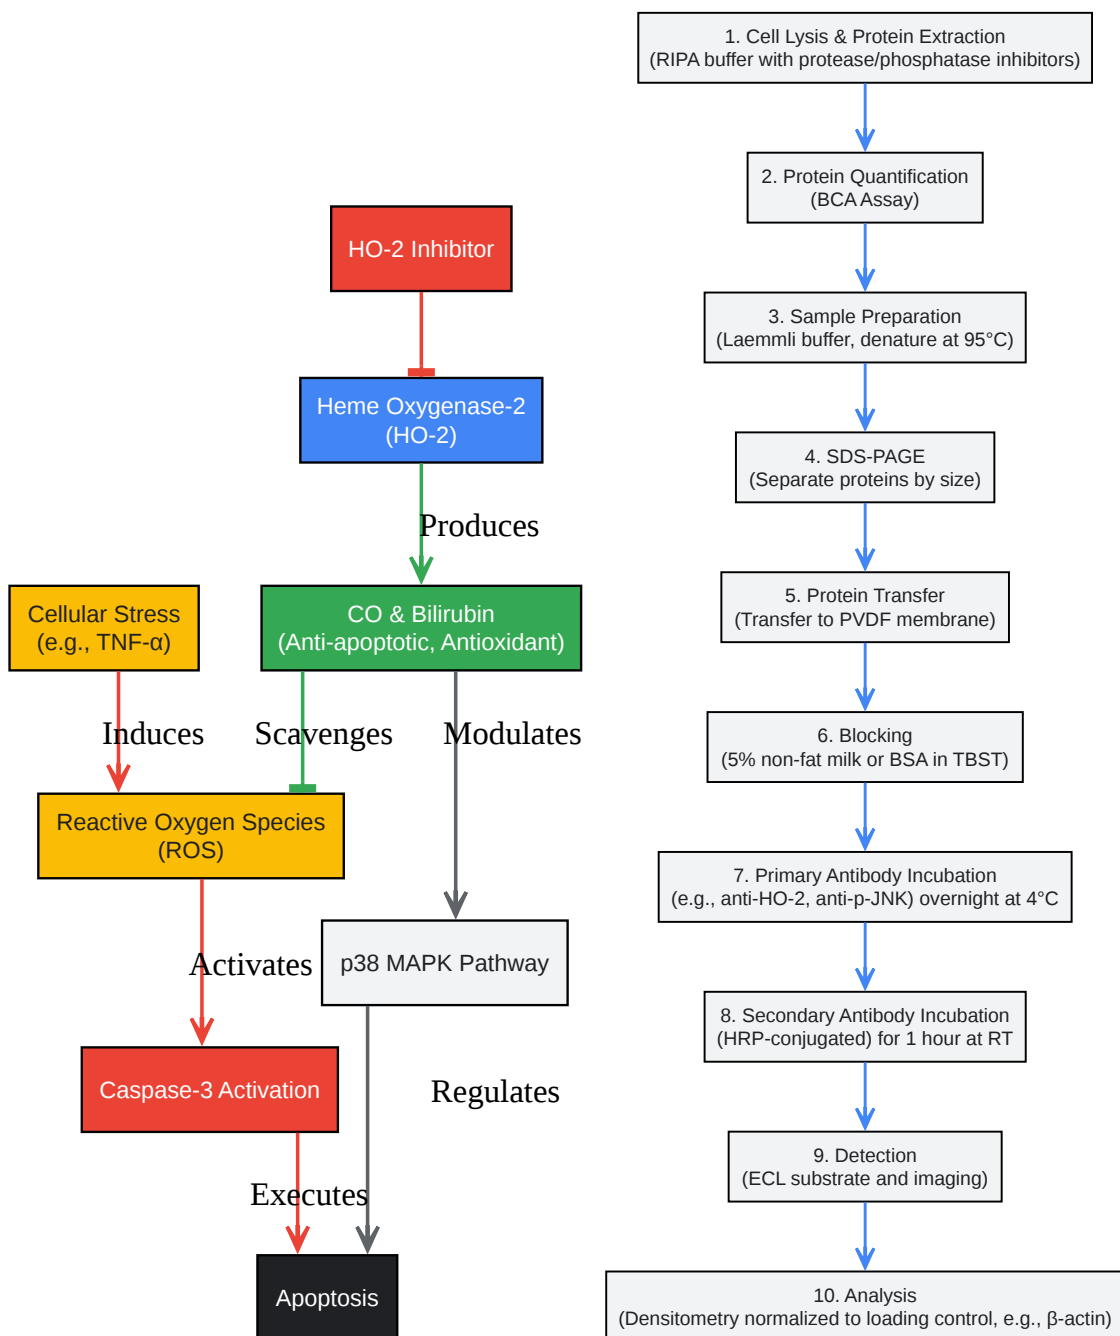 HO-2 Inhibitor
Heme Oxygenase-2
(HO-2)
Produces
Cellular Stress
(e.g., TNF-α)
CO & Bilirubin
(Anti-apoptotic, Antioxidant)
Induces
Scavenges
Modulates
Reactive Oxygen Species
(ROS)
Activates
p38 MAPK Pathway
Caspase-3 Activation
Regulates
Executes
Apoptosis
1. Cell Lysis & Protein Extraction
(RIPA buffer with protease/phosphatase inhibitors)
2. Protein Quantification
(BCA Assay)
3. Sample Preparation
(Laemmli buffer, denature at 95°C)
4. SDS-PAGE
(Separate proteins by size)
5. Protein Transfer
(Transfer to PVDF membrane)
6. Blocking
(5% non-fat milk or BSA in TBST)
7. Primary Antibody Incubation
(e.g., anti-HO-2, anti-p-JNK) overnight at 4°C
8. Secondary Antibody Incubation
(HRP-conjugated) for 1 hour at RT
9. Detection
(ECL substrate and imaging)
10. Analysis
(Densitometry normalized to loading control, e.g., β-actin)